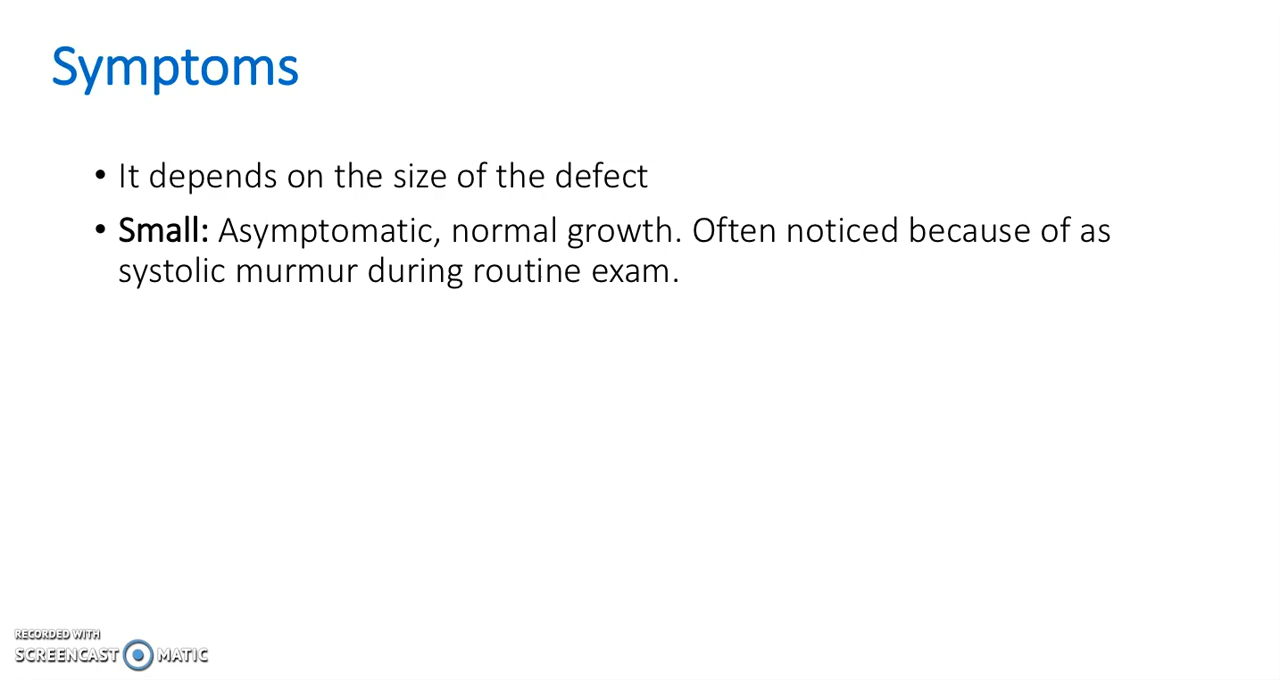 Symptoms
• It depends on the size of the defect
• Small: Asymptomatic, normal growth. Often noticed because of as
systolic murmur during routine exam.
RECORDED WITH
SCREENCAST MATIC